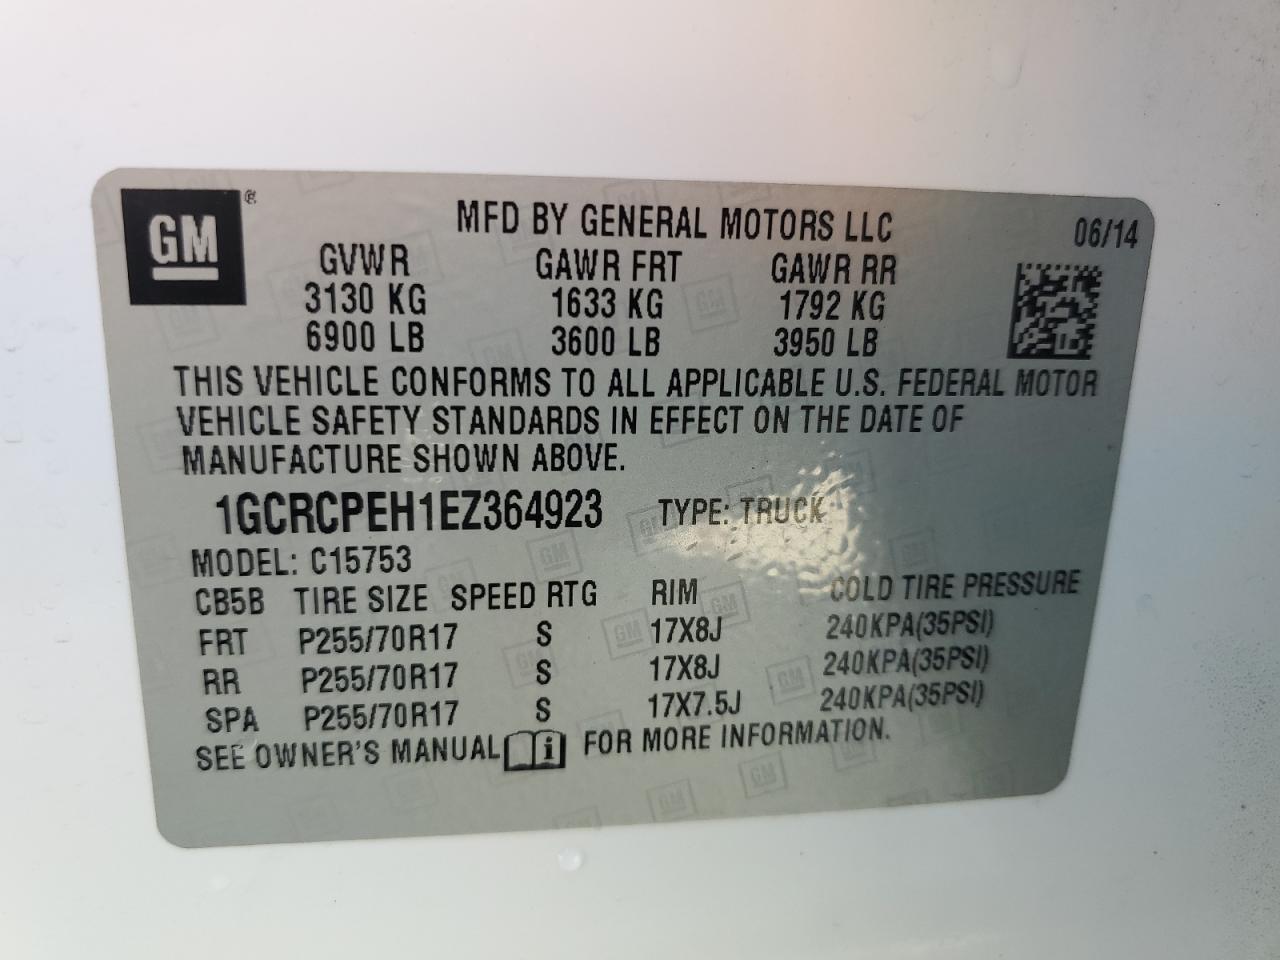 GM ®
MFD BY GENERAL MOTORS LLC 06/14
GVWR GAWR FRT GAWR RR
3130 KG 1633 KG 1792 KG
6900 LB 3600 LB 3950 LB
THIS VEHICLE CONFORMS TO ALL APPLICABLE U.S. FEDERAL MOTOR
VEHICLE SAFETY STANDARDS IN EFFECT ON THE DATE OF
MANUFACTURE SHOWN ABOVE.
1GCRCPEH1EZ364923 TYPE: TRUCK
MODEL: C15753
CB5B TIRE SIZE SPEED RTG RIM COLD TIRE PRESSURE
FRT P255/70R17 S 17X8J 240KPA(35PSI)
RR P255/70R17 S 17X8J 240KPA(35PSI)
SPA P255/70R17 S 17X7.5J 240KPA(35PSI)
SEE OWNER'S MANUAL i FOR MORE INFORMATION.